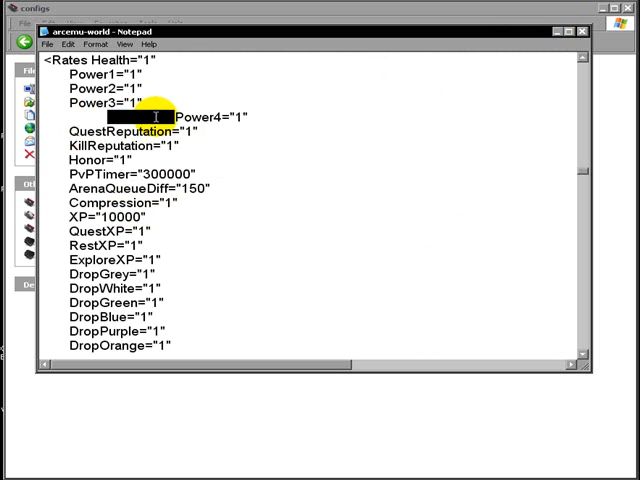 configs
arcemu-world - Notepad
File Edit Format View Help
<Rates Health="1"
Power1="1"
Power2="1"
Power3="1"
Power4="1"
QuestReputation="1"
KillReputation="1"
Honor="1"
PvPTimer="300000"
ArenaQueueDiff="150"
Compression="1"
XP="10000"
QuestXP="1"
RestXP="1"
ExploreXP="1"
DropGrey="1"
DropWhite="1"
DropGreen="1"
DropBlue="1"
DropPurple="1"
DropOrange="1"